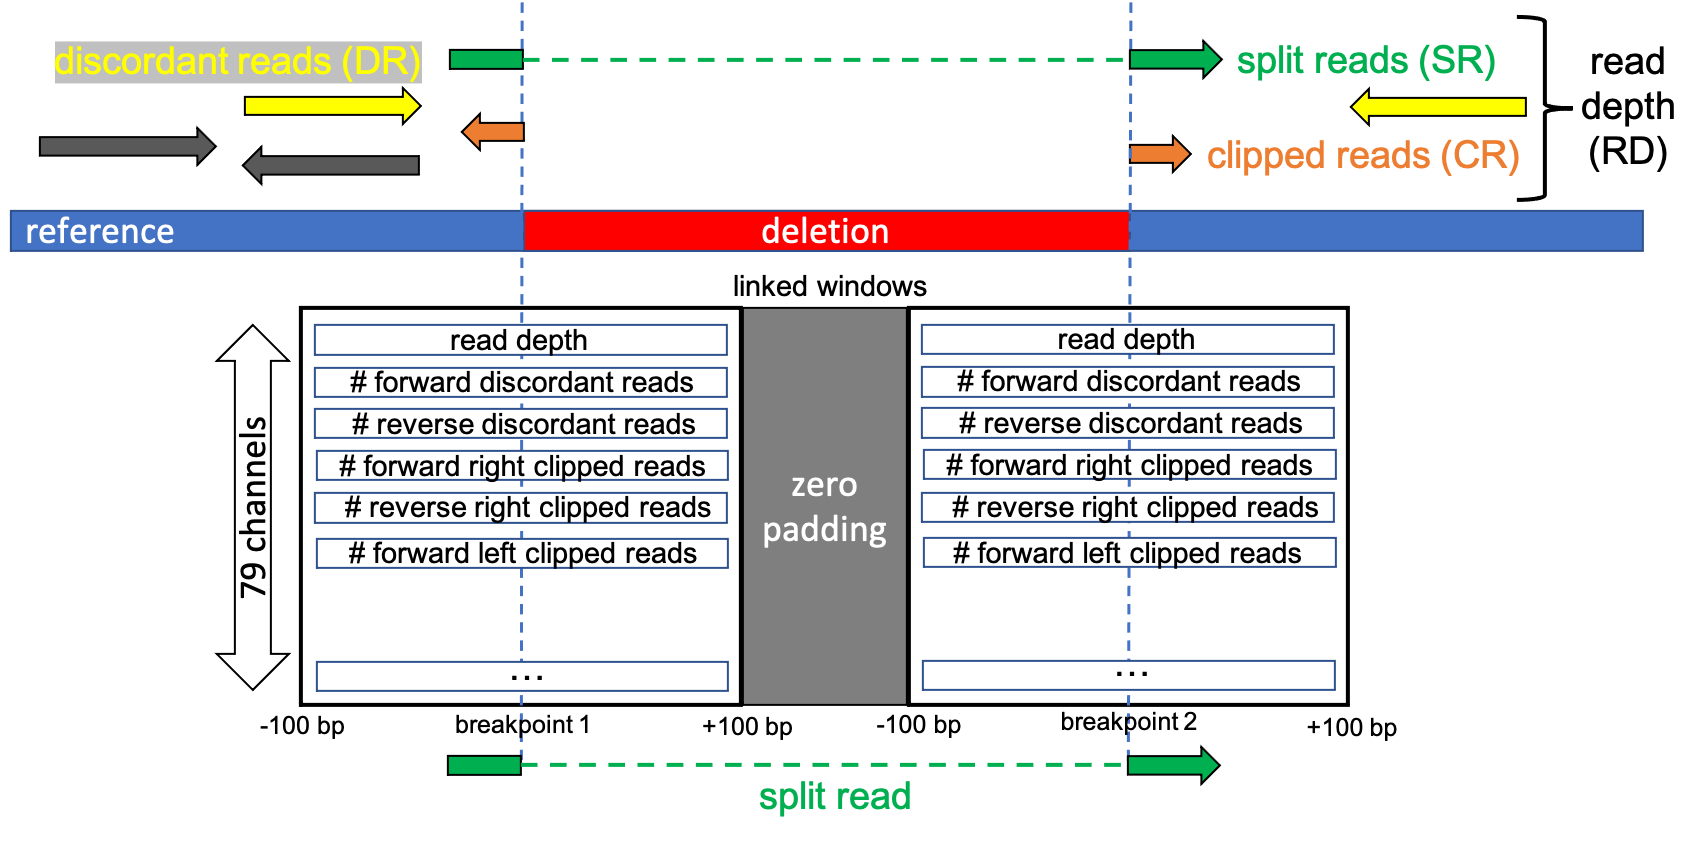 discordant reads (DR)
split reads (SR)
clipped reads (CR)
read
depth
(RD)
reference
deletion
linked windows
79 channels
read depth
# forward discordant reads
# reverse discordant reads
# forward right clipped reads
# reverse right clipped reads
# forward left clipped reads
...
zero
padding
read depth
# forward discordant reads
# reverse discordant reads
# forward right clipped reads
# reverse right clipped reads
# forward left clipped reads
...
-100 bp
breakpoint 1
+100 bp
-100 bp
breakpoint 2
+100 bp
split read